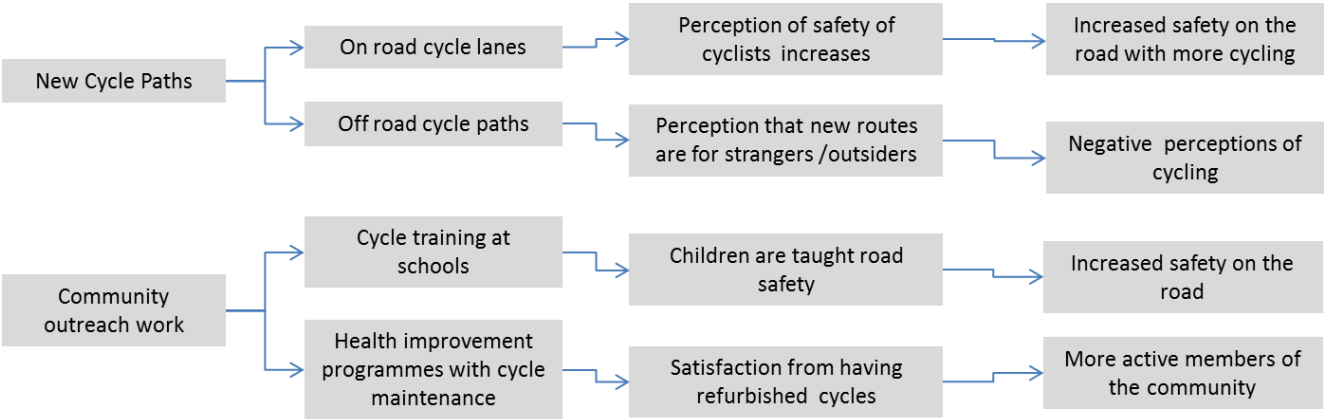 New Cycle Paths
On road cycle lanes
Perception of safety of
cyclists increases
Increased safety on the
road with more cycling
Off road cycle paths
Perception that new routes
are for strangers /outsiders
Negative perceptions of
cycling
Community
outreach work
Cycle training at
schools
Children are taught road
safety
Increased safety on the
road
Health improvement
programmes with cycle
maintenance
Satisfaction from having
refurbished cycles
More active members of
the community